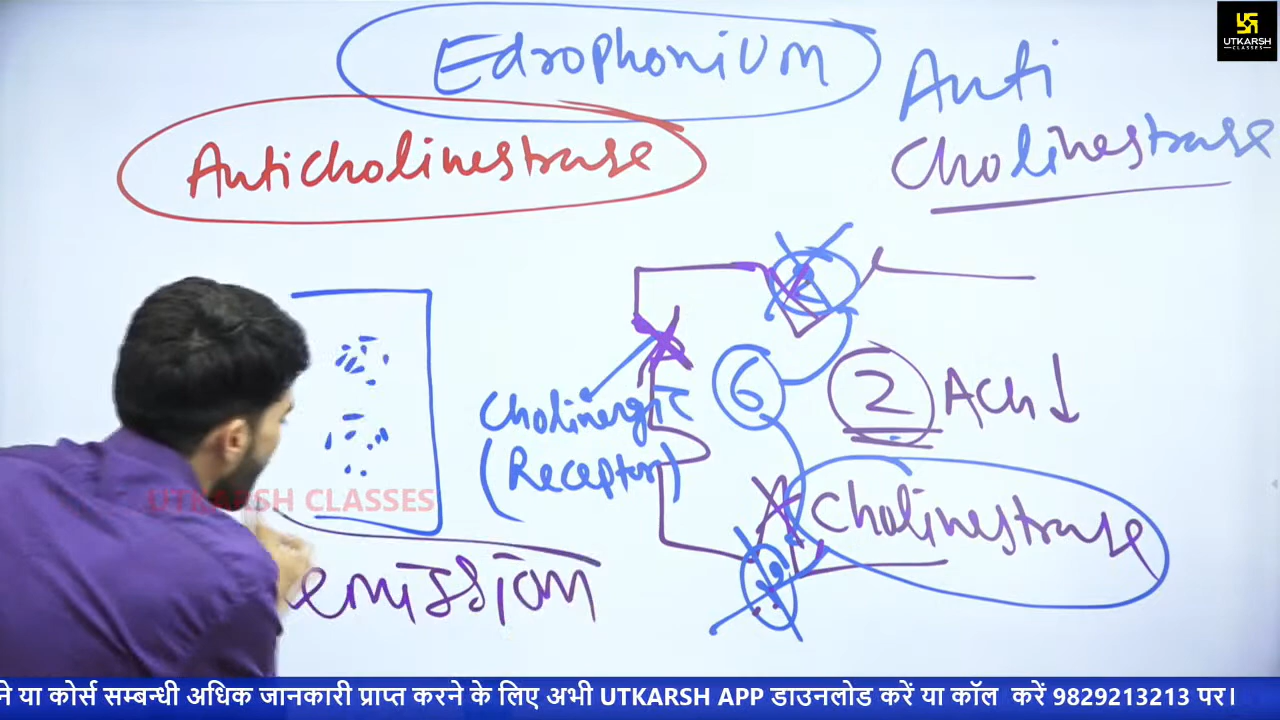 UTKARSH
CLASSES
Edrophonium
Anti
Cholinestrase
Anticholinestrase
Cholinergic
(Receptor)
6
2
Ach↓
Cholinestrase
UTKARSH CLASSES
emission
ने या कोर्स सम्बन्धी अधिक जानकारी प्राप्त करने के लिए अभी UTKARSH APP डाउनलोड करें या कॉल करें 9829213213 पर।